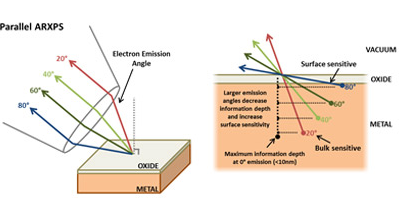 Parallel ARXPS
20°
40°
60°
80°
Electron Emission
Angle
OXIDE
METAL
VACUUM
Surface
sensitive
OXIDE
80°
Larger emission
angles decrease
information depth
and increase
surface sensitivity
60°
METAL
40°
20°
Bulk sensitive
Maximum information depth
at 0° emission (<10nm)